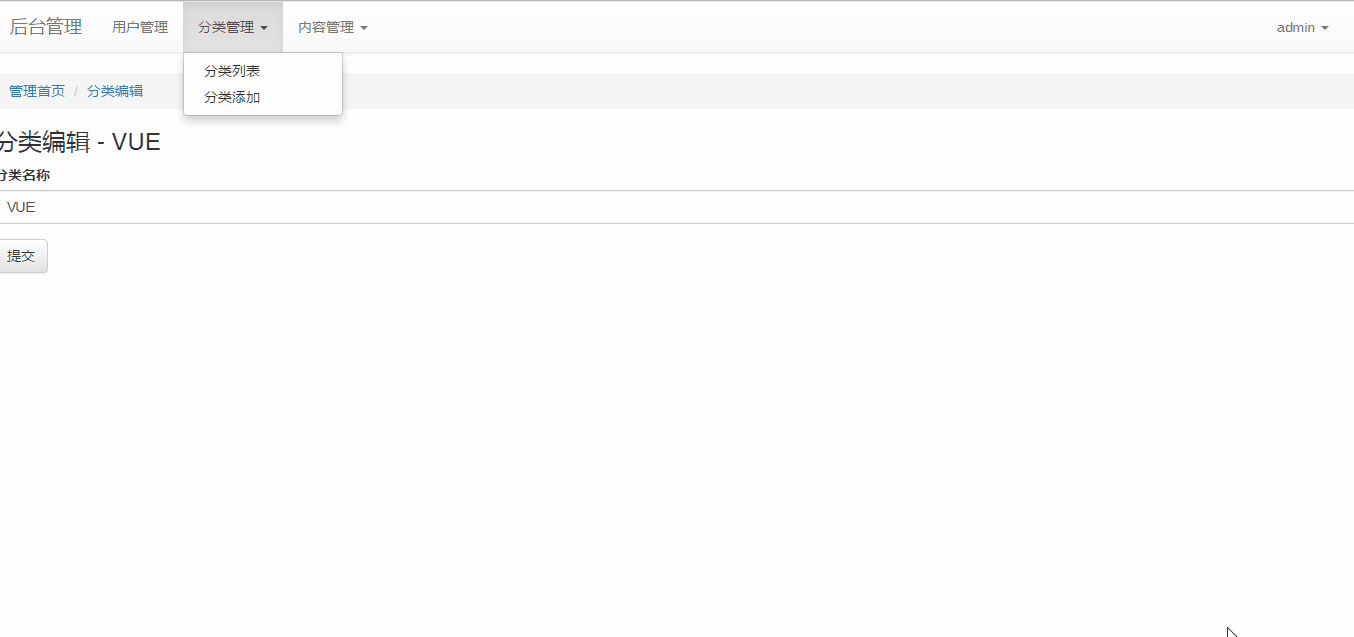 后台管理 用户管理 分类管理 内容管理 admin
分类列表
分类添加
管理首页 / 分类编辑
分类编辑 - VUE
分类名称
VUE
提交